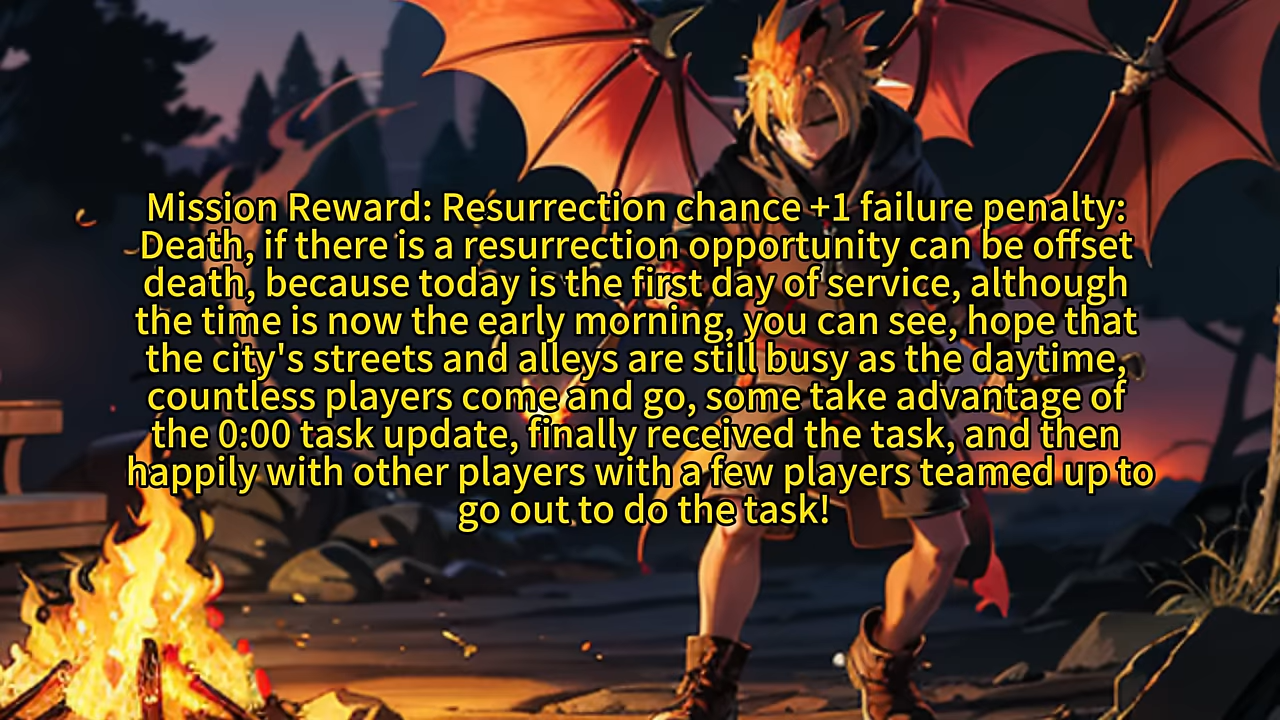 Mission Reward: Resurrection chance +1 failure penalty:
Death, if there is a resurrection opportunity can be offset
death, because today is the first day of service, although
the time is now the early morning, you can see, hope that
the city's streets and alleys are still busy as the daytime,
countless players come and go, some take advantage of
the 0:00 task update, finally received the task, and then
happily with other players with a few players teamed up to
go out to do the task!